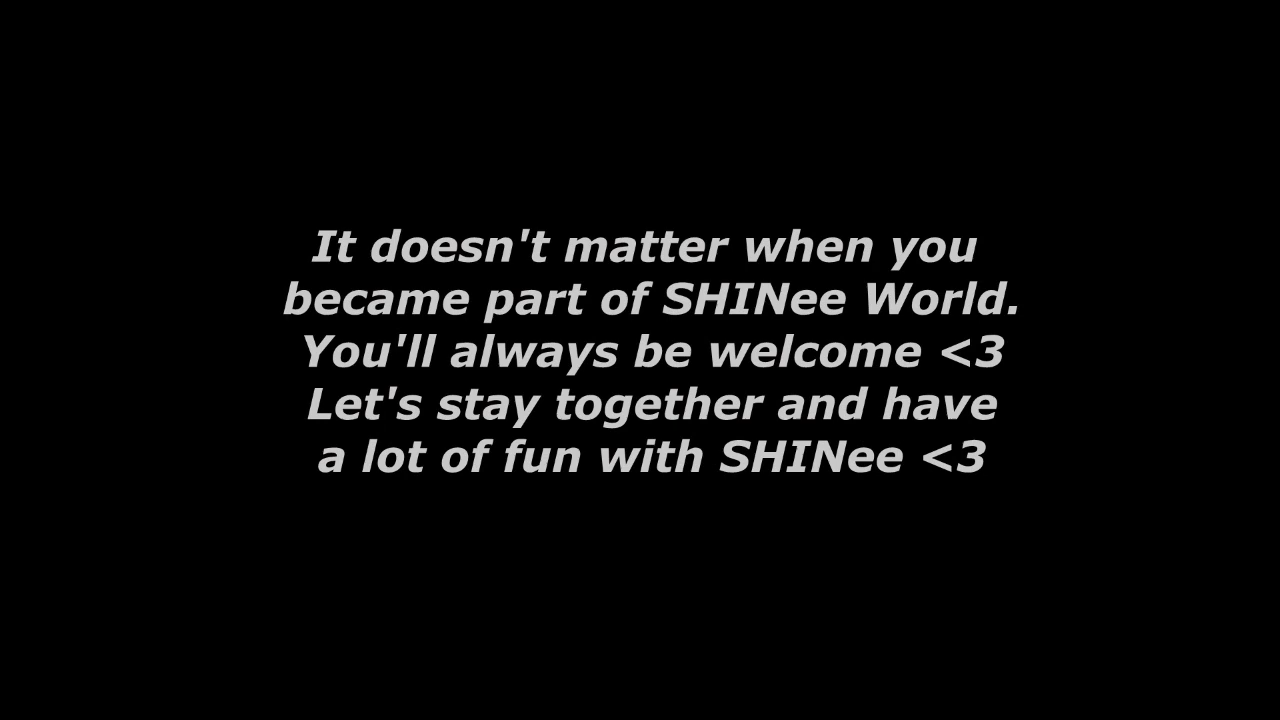 It doesn't matter when you
became part of SHINee World.
You'll always be welcome <3
Let's stay together and have
a lot of fun with SHINee <3